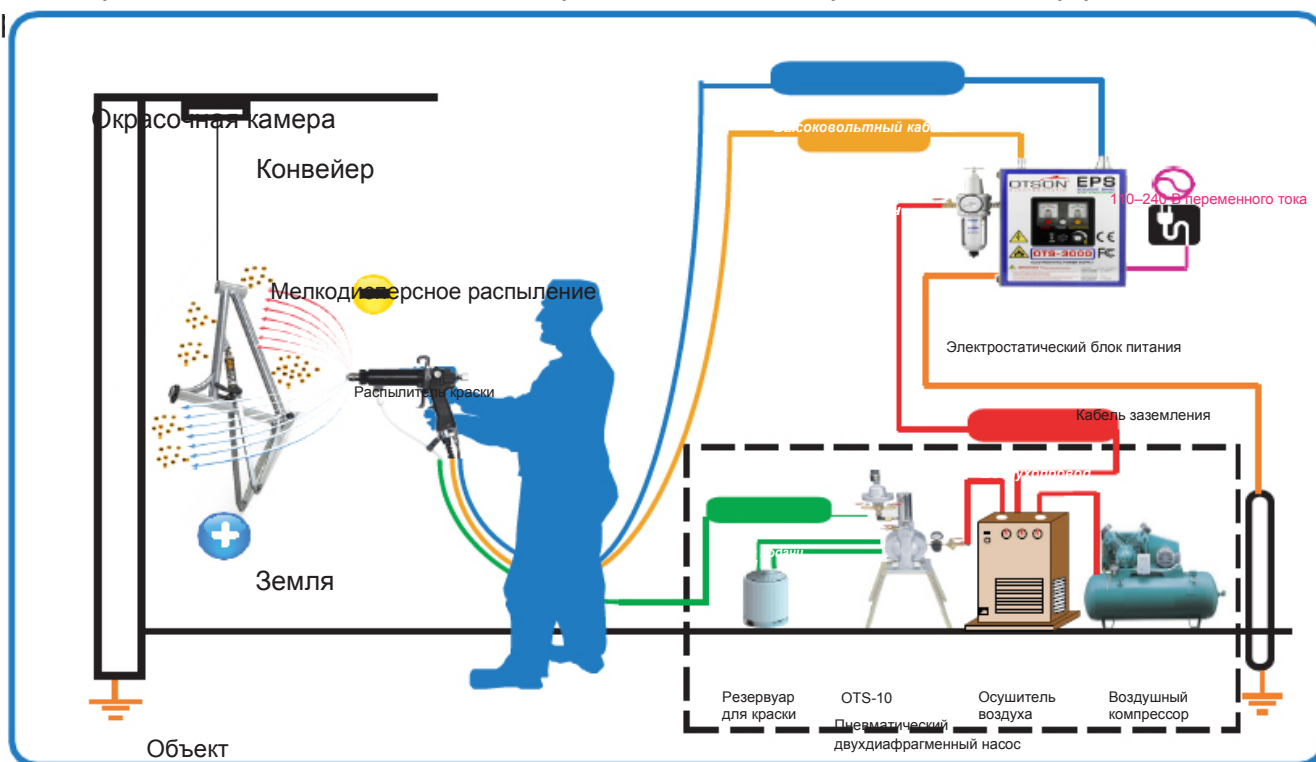 Окрасочная камера
Высоковольтный кабе
Конвейер
OTSON EPS
110–240 В переменного тока
OTS-3000
CE FC
Мелкодисперсное распыление
Электростатический блок питания
Распылитель краски
Кабель заземления
Земля
Резервуар
для краски
OTS-10
Пневматический
двухдиафрагменный насос
Осушитель
воздуха
Воздушный
компрессор
Объект